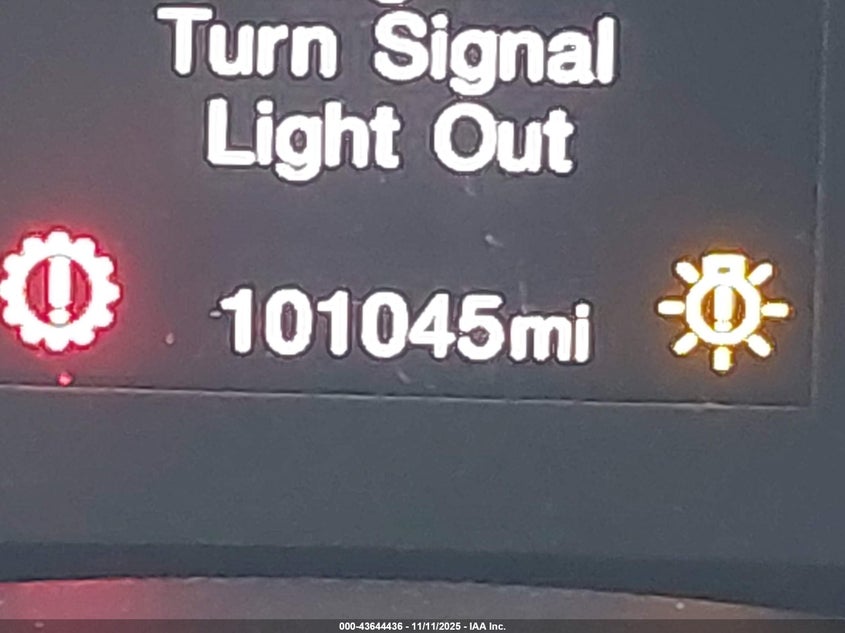 Turn Signal
Light Out
101045mi
000-43644436 - 11/11/2025 - IAA Inc.